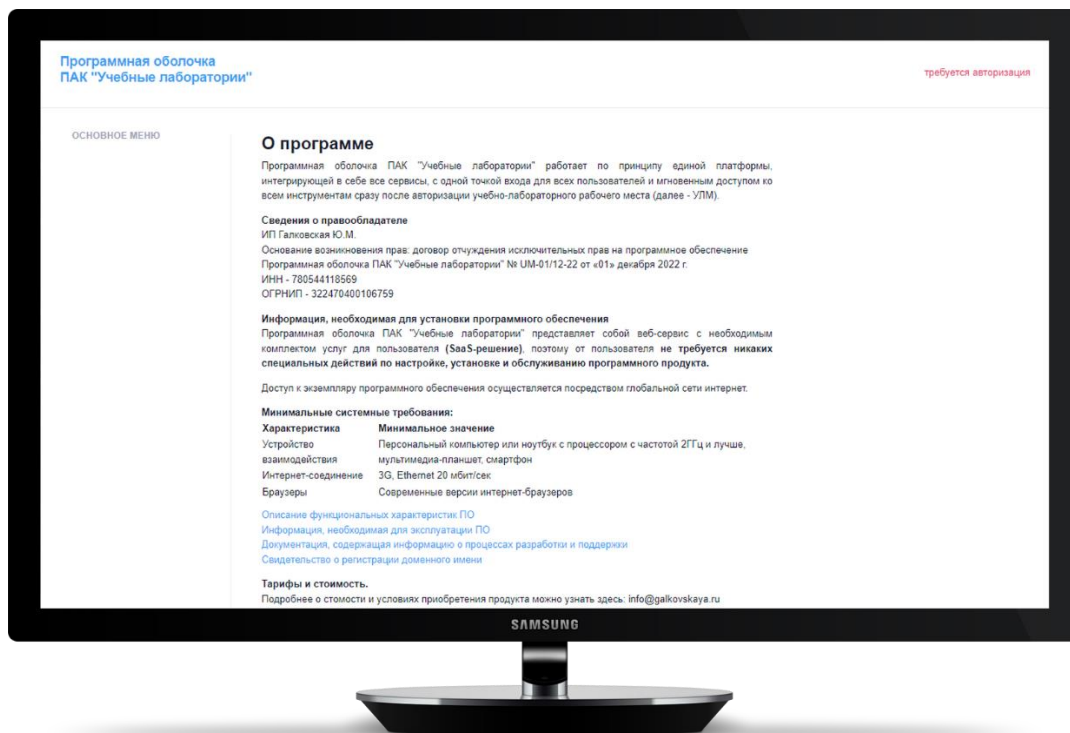 Программная оболочка
ПАК "Учебные лаборатории"
требуется авторизация
ОСНОВНОЕ МЕНЮ
О программе
Программная оболочка ПАК "Учебные лаборатории" работает по принципу единой платформы,
интегрирующей в себе все сервисы, с одной точкой входа для всех пользователей и мгновенным доступом ко
всем инструментам сразу после авторизации учебно-лабораторного рабочего места (далее - УЛМ).
Сведения о правообладателе
ИП Галковская Ю.М.
Основание возникновения прав: договор отчуждения исключительных прав на программное обеспечение
Программная оболочка ПАК "Учебные лаборатории" № UM-01/12-22 от «01» декабря 2022 г.
ИНН - 780544118569
ОГРНИП - 322470400106759
Информация, необходимая для установки программного обеспечения
Программная оболочка ПАК "Учебные лаборатории" представляет собой веб-сервис с необходимым
комплектом услуг для пользователя (SaaS-решение), поэтому от пользователя не требуется никаких
специальных действий по настройке, установке и обслуживанию программного продукта.
Доступ к экземпляру программного обеспечения осуществляется посредством глобальной сети интернет.
Минимальные системные требования:
Характеристика Минимальное значение
Устройство Персональный компьютер или ноутбук с процессором с частотой 2ГГц и лучше,
взаимодействия мультимедиа-планшет, смартфон
Интернет-соединение 3G, Ethernet 20 мбит/сек
Браузеры Современные версии интернет-браузеров
Описание функциональных характеристик ПО
Информация, необходимая для эксплуатации ПО
Документация, содержащая информацию о процессах разработки и поддержки
Свидетельство о регистрации доменного имени
Тарифы и стоимость.
Подробнее о стомости и условиях приобретения продукта можно узнать здесь: info@galkovskaya.ru
SAMSUNG